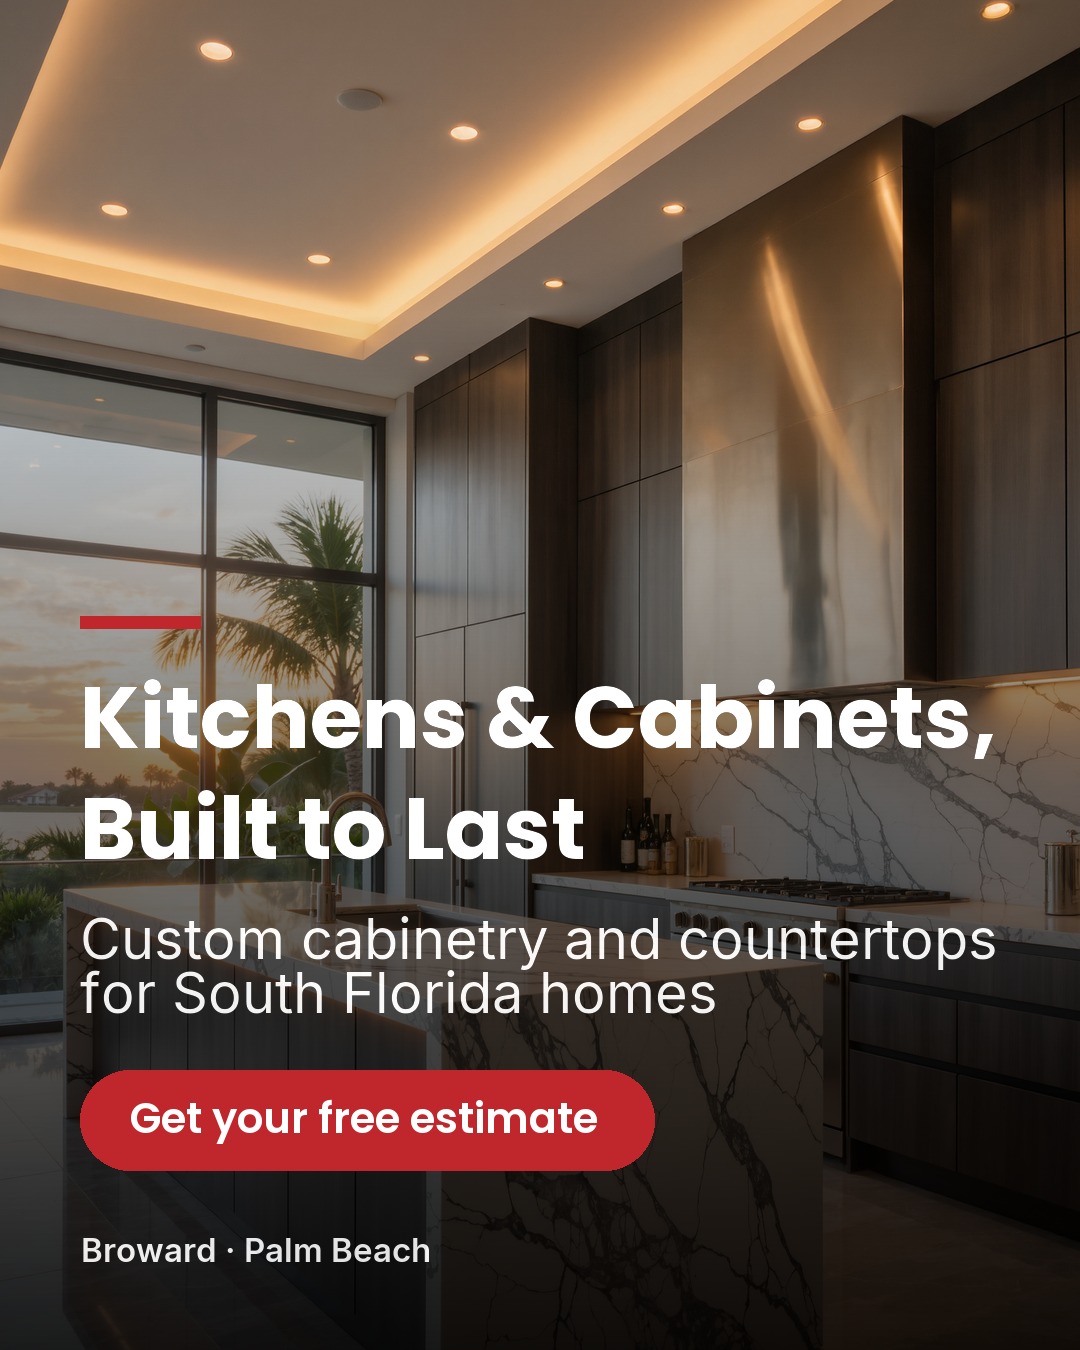 Kitchens & Cabinets,
Built to Last
Custom cabinetry and countertops
for South Florida homes
Get your free estimate
Broward · Palm Beach